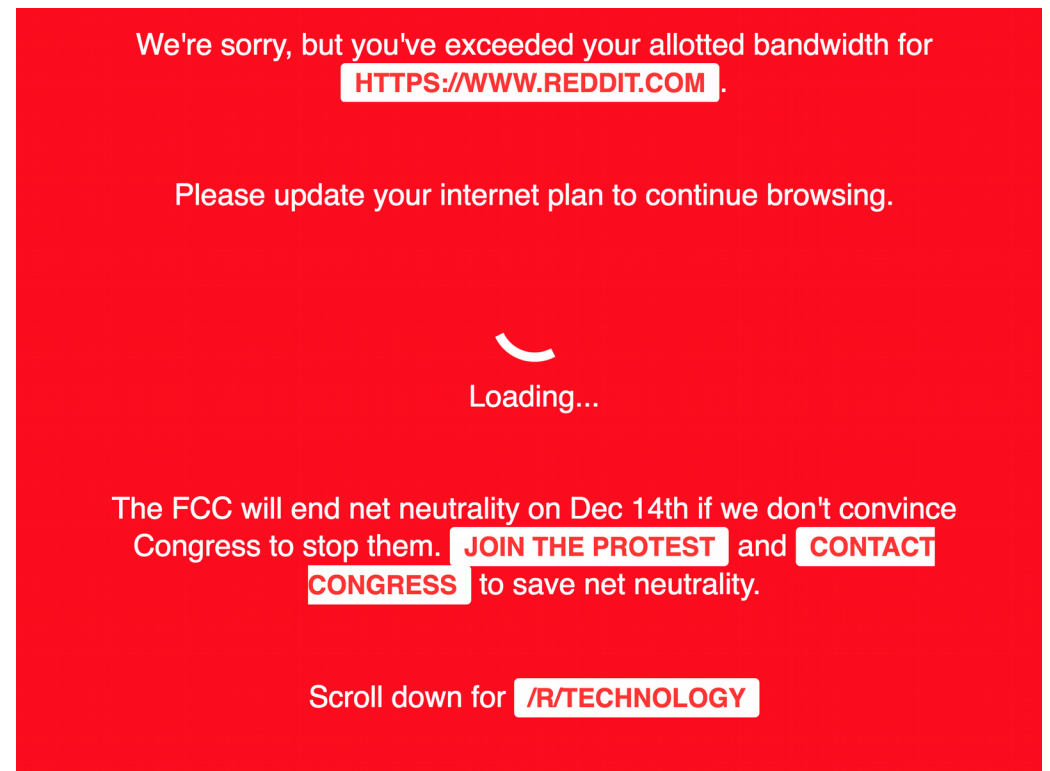 We're sorry, but you've exceeded your allotted bandwidth for
HTTPS://WWW.REDDIT.COM .
Please update your internet plan to continue browsing.
Loading...
The FCC will end net neutrality on Dec 14th if we don't convince
Congress to stop them. JOIN THE PROTEST and CONTACT
CONGRESS to save net neutrality.
Scroll down for /R/TECHNOLOGY